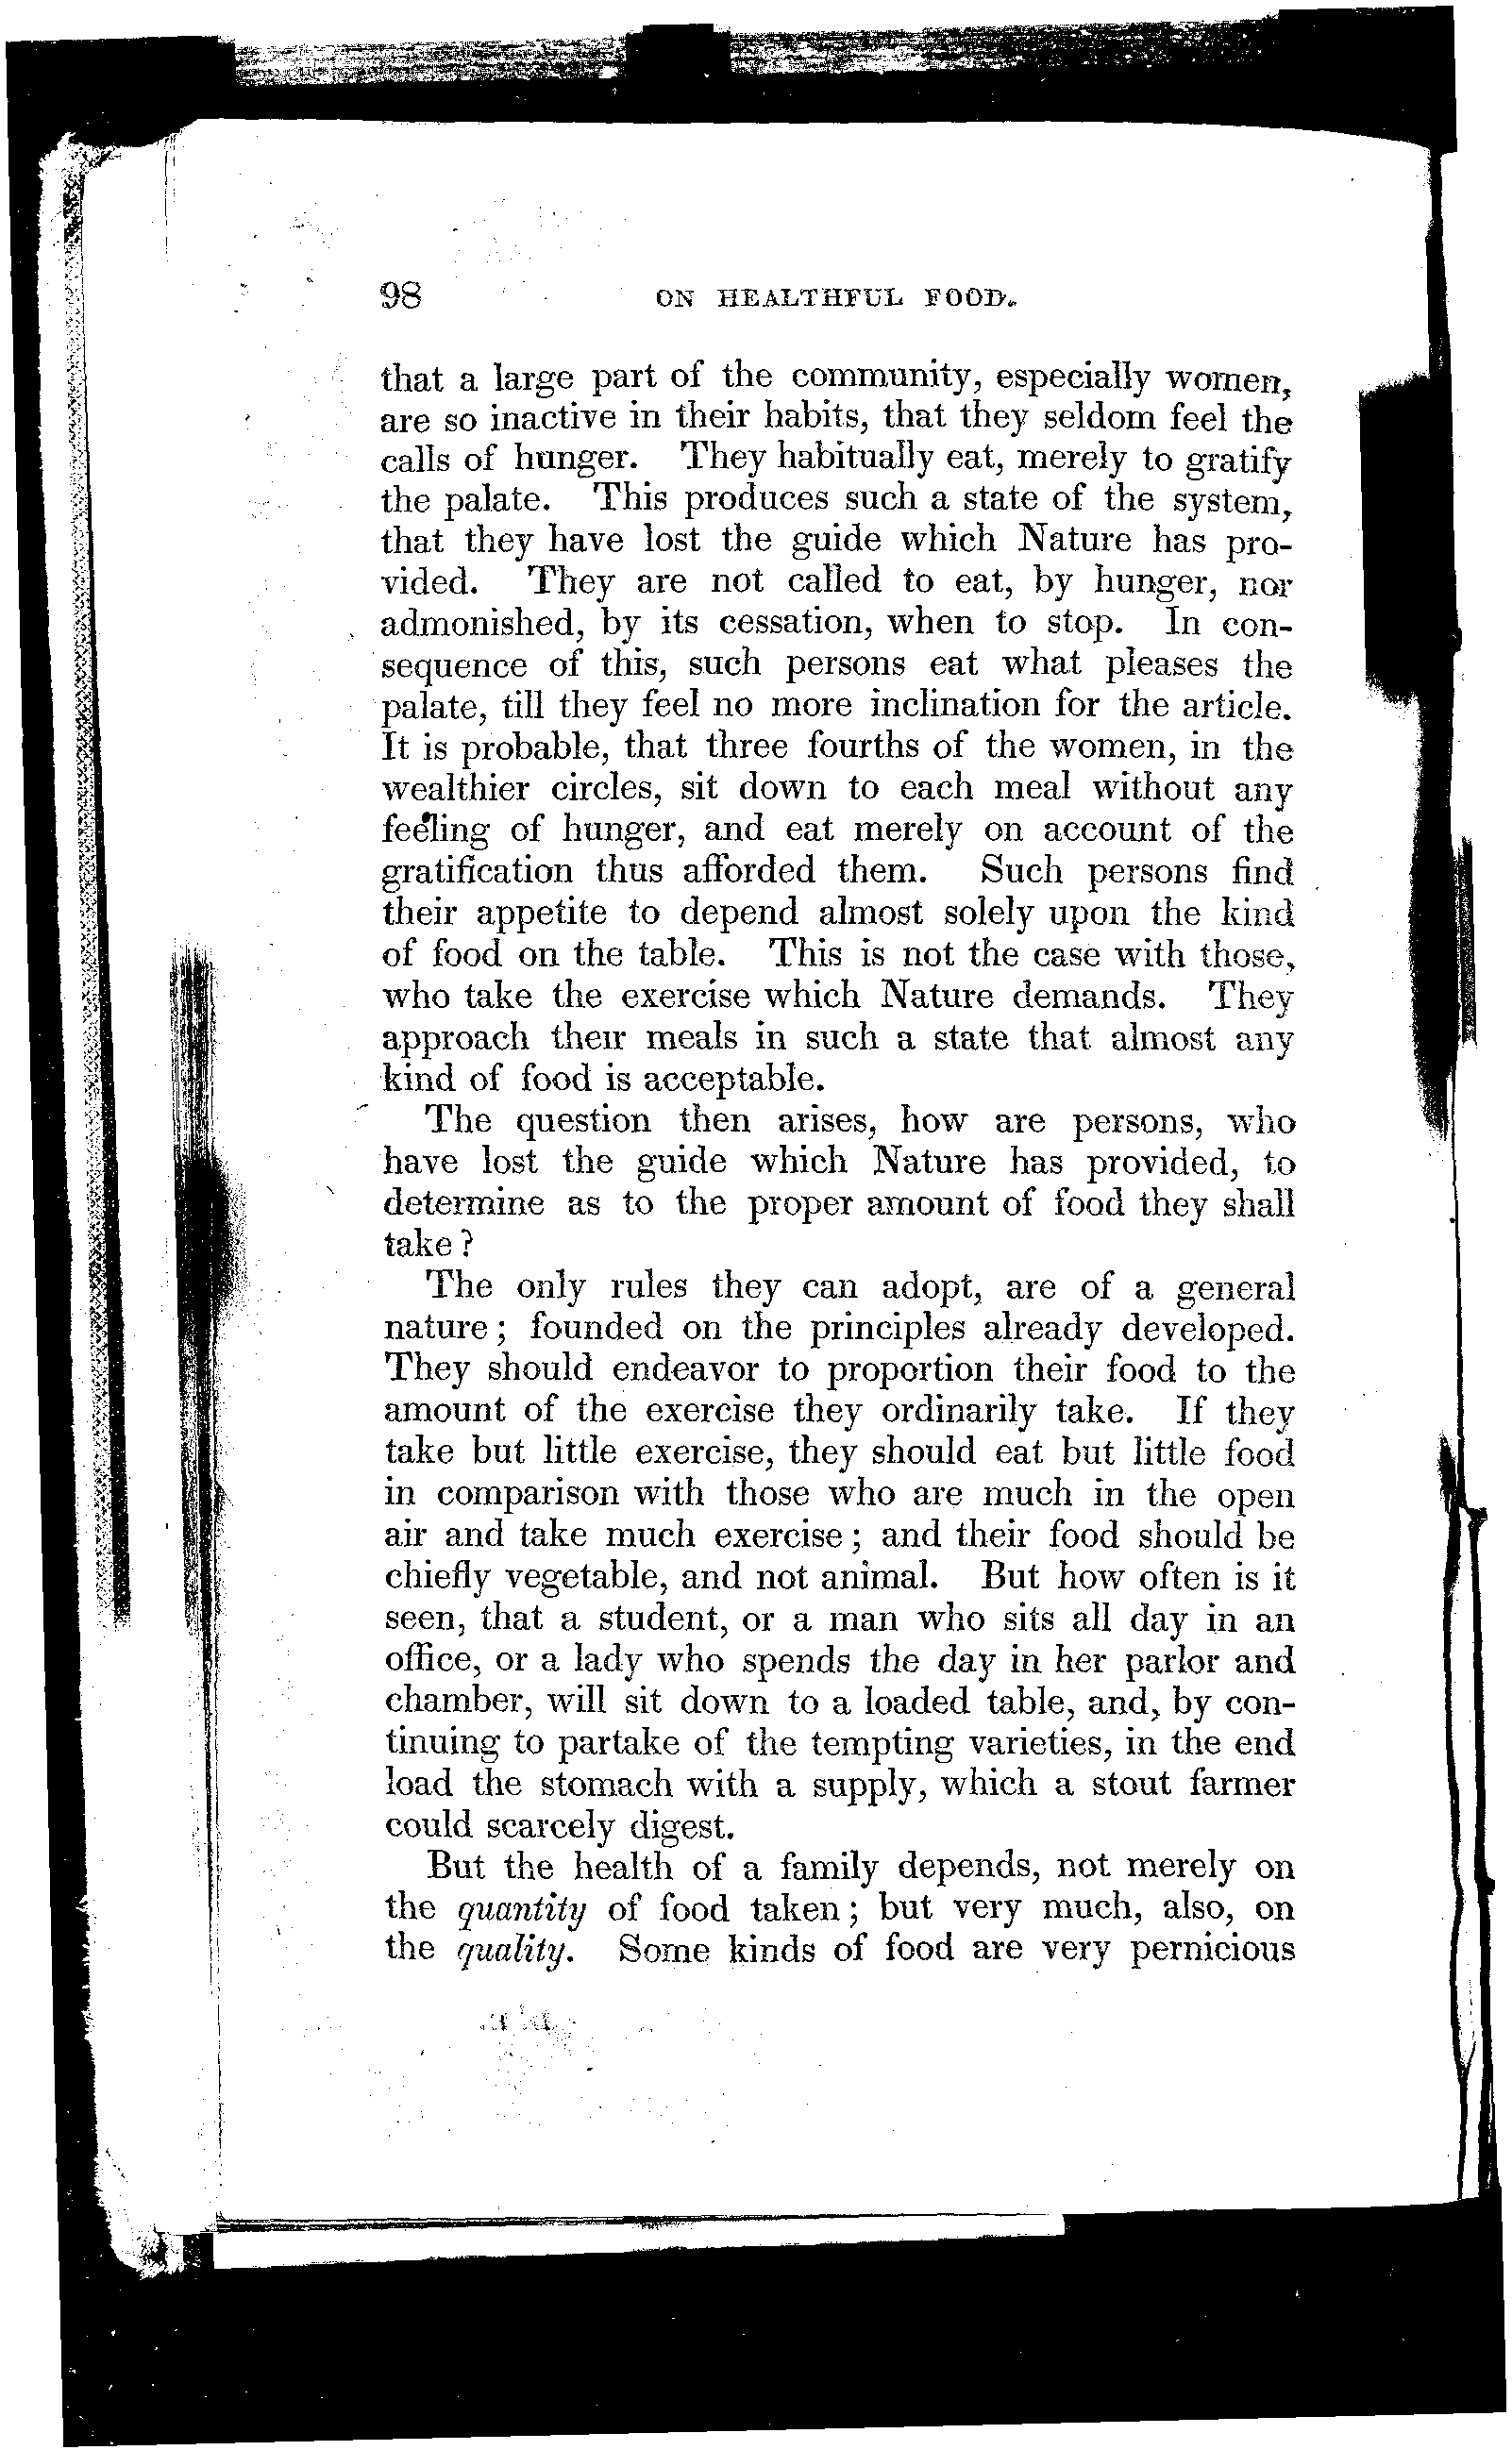 98 ON HEALTHFUL FOOD.
that a large part of the community, especially women,
are so inactive in their habits, that they seldom feel the
calls of hunger. They habitually eat, merely to gratify
the palate. This produces such a state of the system,
that they have lost the guide which Nature has pro-
vided. They are not called to eat, by hunger, nor
admonished, by its cessation, when to stop. In con-
sequence of this, such persons eat what pleases the
palate, till they feel no more inclination for the article.
It is probable, that three fourths of the women, in the
wealthier circles, sit down to each meal without any
feeling of hunger, and eat merely on account of the
gratification thus afforded them. Such persons find
their appetite to depend almost solely upon the kind
of food on the table. This is not the case with those,
who take the exercise which Nature demands. They
approach their meals in such a state that almost any
kind of food is acceptable.
The question then arises, how are persons, who
have lost the guide which Nature has provided, to
determine as to the proper amount of food they shall
take?
The only rules they can adopt, are of a general
nature; founded on the principles already developed.
They should endeavor to proportion their food to the
amount of the exercise they ordinarily take. If they
take but little exercise, they should eat but little food
in comparison with those who are much in the open
air and take much exercise; and their food should be
chiefly vegetable, and not animal. But how often is it
seen, that a student, or a man who sits all day in an
office, or a lady who spends the day in her parlor and
chamber, will sit down to a loaded table, and, by con-
tinuing to partake of the tempting varieties, in the end
load the stomach with a supply, which a stout farmer
could scarcely digest.
But the health of a family depends, not merely on
the quantity of food taken; but very much, also, on
the quality. Some kinds of food are very pernicious